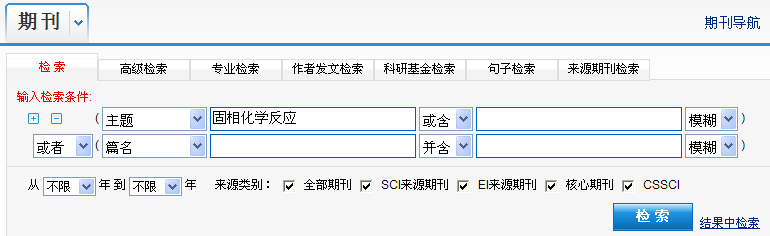 期刊
期刊导航
检索 高级检索 专业检索 作者发文检索 科研基金检索 句子检索 来源期刊检索
输入检索条件:
( 主题 固相化学反应 或含 模糊 )
或者 ( 篇名 并含 模糊 )
从 不限 年 到 不限 年 来源类别: 全部期刊 SCI来源期刊 EI来源期刊 核心期刊 CSSCI
检索 结果中检索